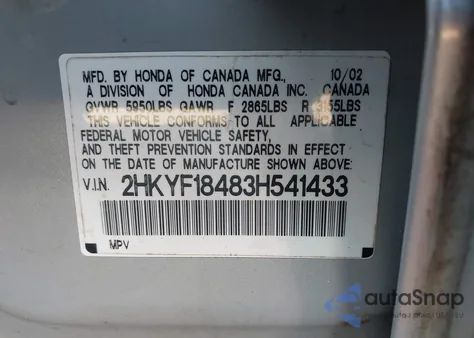 MFD. BY HONDA OF CANADA MFG., 10/02
A DIVISION OF HONDA CANADA INC. CANADA
GVWR 5950LBS GAWR F 2865LBS R 3155LBS
THIS VEHICLE CONFORMS TO ALL APPLICABLE
FEDERAL MOTOR VEHICLE SAFETY,
AND THEFT PREVENTION STANDARDS IN EFFECT
ON THE DATE OF MANUFACTURE SHOWN ABOVE.
V.I.N. 2HKYF18483H541433
MPV
autoSnap